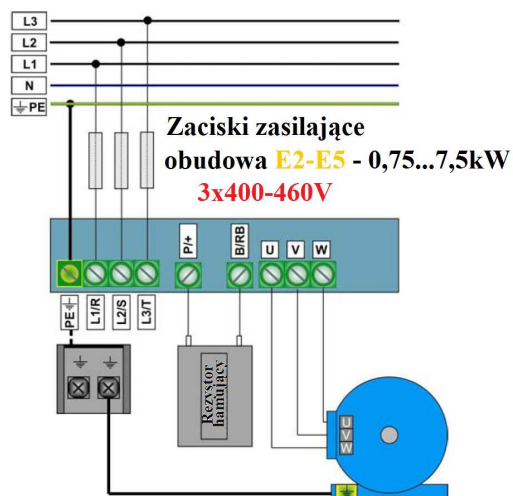 L3
L2
L1
N
⏚ PE
Zaciski zasilające
obudowa E2-E5 - 0,75...7,5kW
3x400-460V
P/+
B/RB
U V W
PE⏚
L1/R
L2/S
L3/T
Rezystor
hamujący
U
V
W